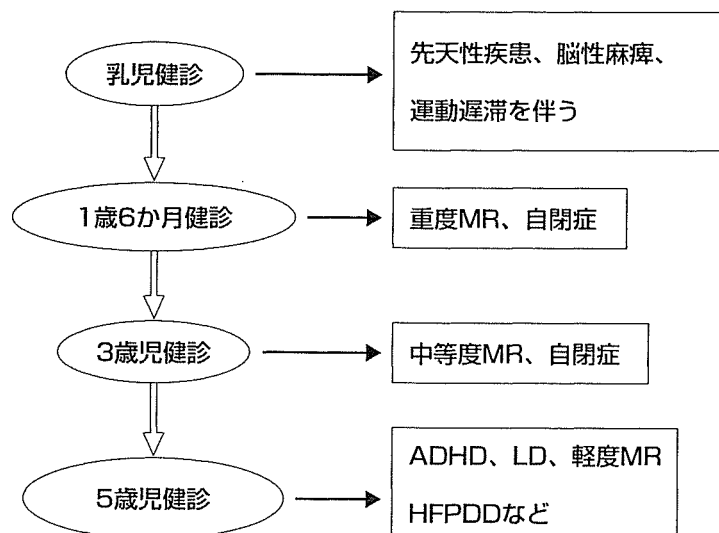 乳児健診
先天性疾患、脳性麻痺、
運動遅滞を伴う
1歳6か月健診
重度MR、自閉症
3歳児健診
中等度MR、自閉症
5歳児健診
ADHD、LD、軽度MR
HFPDDなど